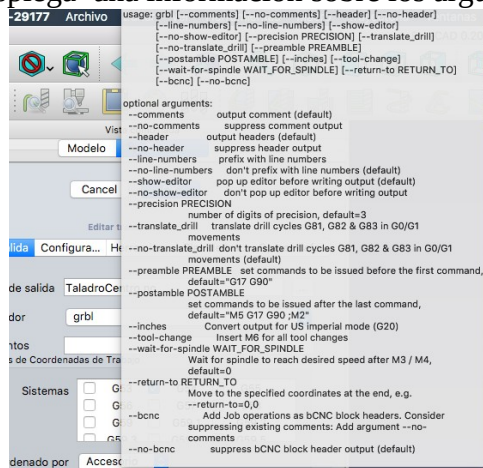 -29177 Archivo
usage: grbl [--comments] [--no-comments] [--header] [--no-header]
[--line-numbers] [--no-line-numbers] [--show-editor]
[--no-show-editor] [--precision PRECISION] [--translate_drill]
[--no-translate_drill] [--preamble PREAMBLE]
[--postamble POSTAMBLE] [--inches] [--tool-change]
[--wait-for-spindle WAIT_FOR_SPINDLE] [--return-to RETURN_TO]
[--bcnc] [--no-bcnc]
optional arguments:
--comments output comment (default)
--no-comments suppress comment output
--header output headers (default)
--no-header suppress header output
--line-numbers prefix with line numbers
--no-line-numbers don't prefix with line numbers (default)
--show-editor pop up editor before writing output (default)
--no-show-editor don't pop up editor before writing output
--precision PRECISION
number of digits of precision, default=3
--translate_drill translate drill cycles G81, G82 & G83 in G0/G1
movements
--no-translate_drill don't translate drill cycles G81, G82 & G83 in G0/G1
movements (default)
--preamble PREAMBLE set commands to be issued before the first command,
default="G17 G90"
--postamble POSTAMBLE
set commands to be issued after the last command,
default="M5 G17 G90 ;M2"
--inches Convert output for US imperial mode (G20)
--tool-change Insert M6 for all tool changes
--wait-for-spindle WAIT_FOR_SPINDLE
Wait for spindle to reach desired speed after M3 / M4,
default=0
--return-to RETURN_TO
Move to the specified coordinates at the end, e.g.
--return-to=0,0
--bcnc Add Job operations as bCNC block headers. Consider
suppressing existing comments: Add argument --no-
comments
--no-bcnc suppress bCNC block header output (default)
Vist
Modelo
Cancel
Editar t
lida Configura... He
de salida TaladroCe
dor grbl
ntos
s de Coordenadas de Tra
Sistemas
denado por Acceso